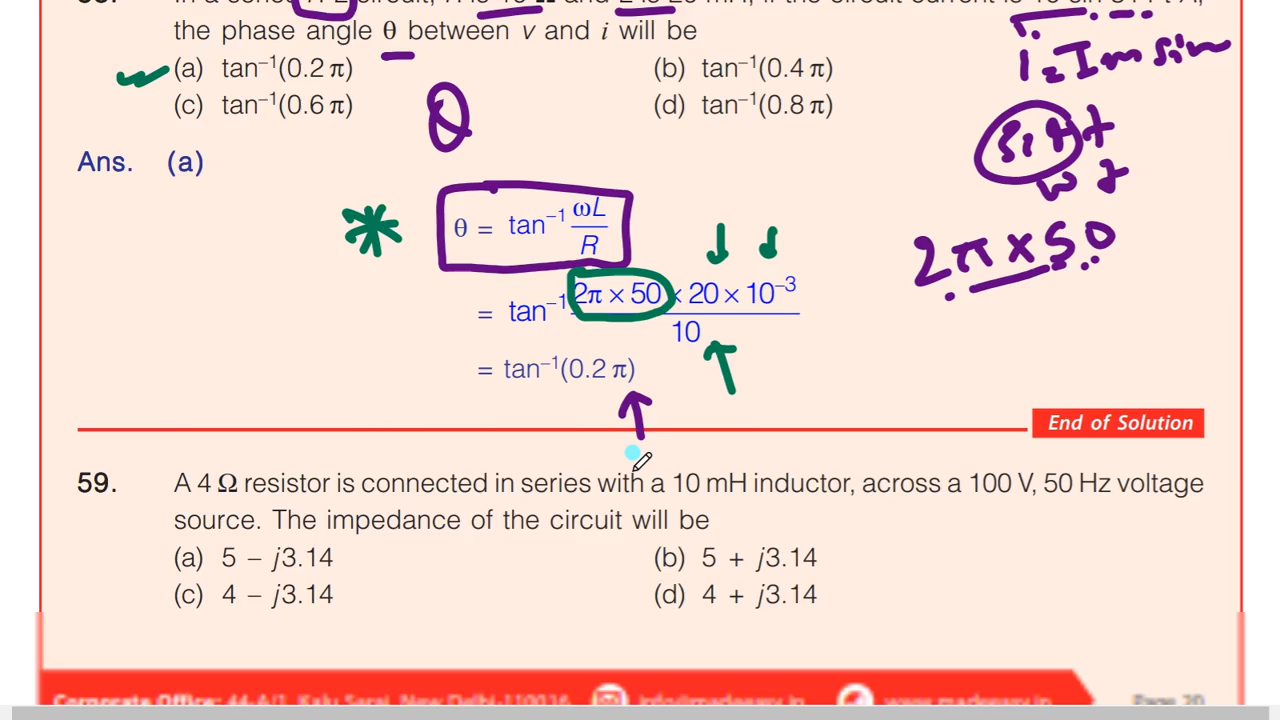 the phase angle θ between v and i will be
(a) tan⁻¹(0.2 π) (b) tan⁻¹(0.4 π)
(c) tan⁻¹(0.6 π) (d) tan⁻¹(0.8 π)
θ
314 t
ω t
2π × 50
Ans. (a)
θ = tan⁻¹ ωL/R
= tan⁻¹ 2π × 50 × 20 × 10⁻³/10
= tan⁻¹(0.2 π)
End of Solution
59. A 4 Ω resistor is connected in series with a 10 mH inductor, across a 100 V, 50 Hz voltage
source. The impedance of the circuit will be
(a) 5 − j3.14 (b) 5 + j3.14
(c) 4 − j3.14 (d) 4 + j3.14
Page 20